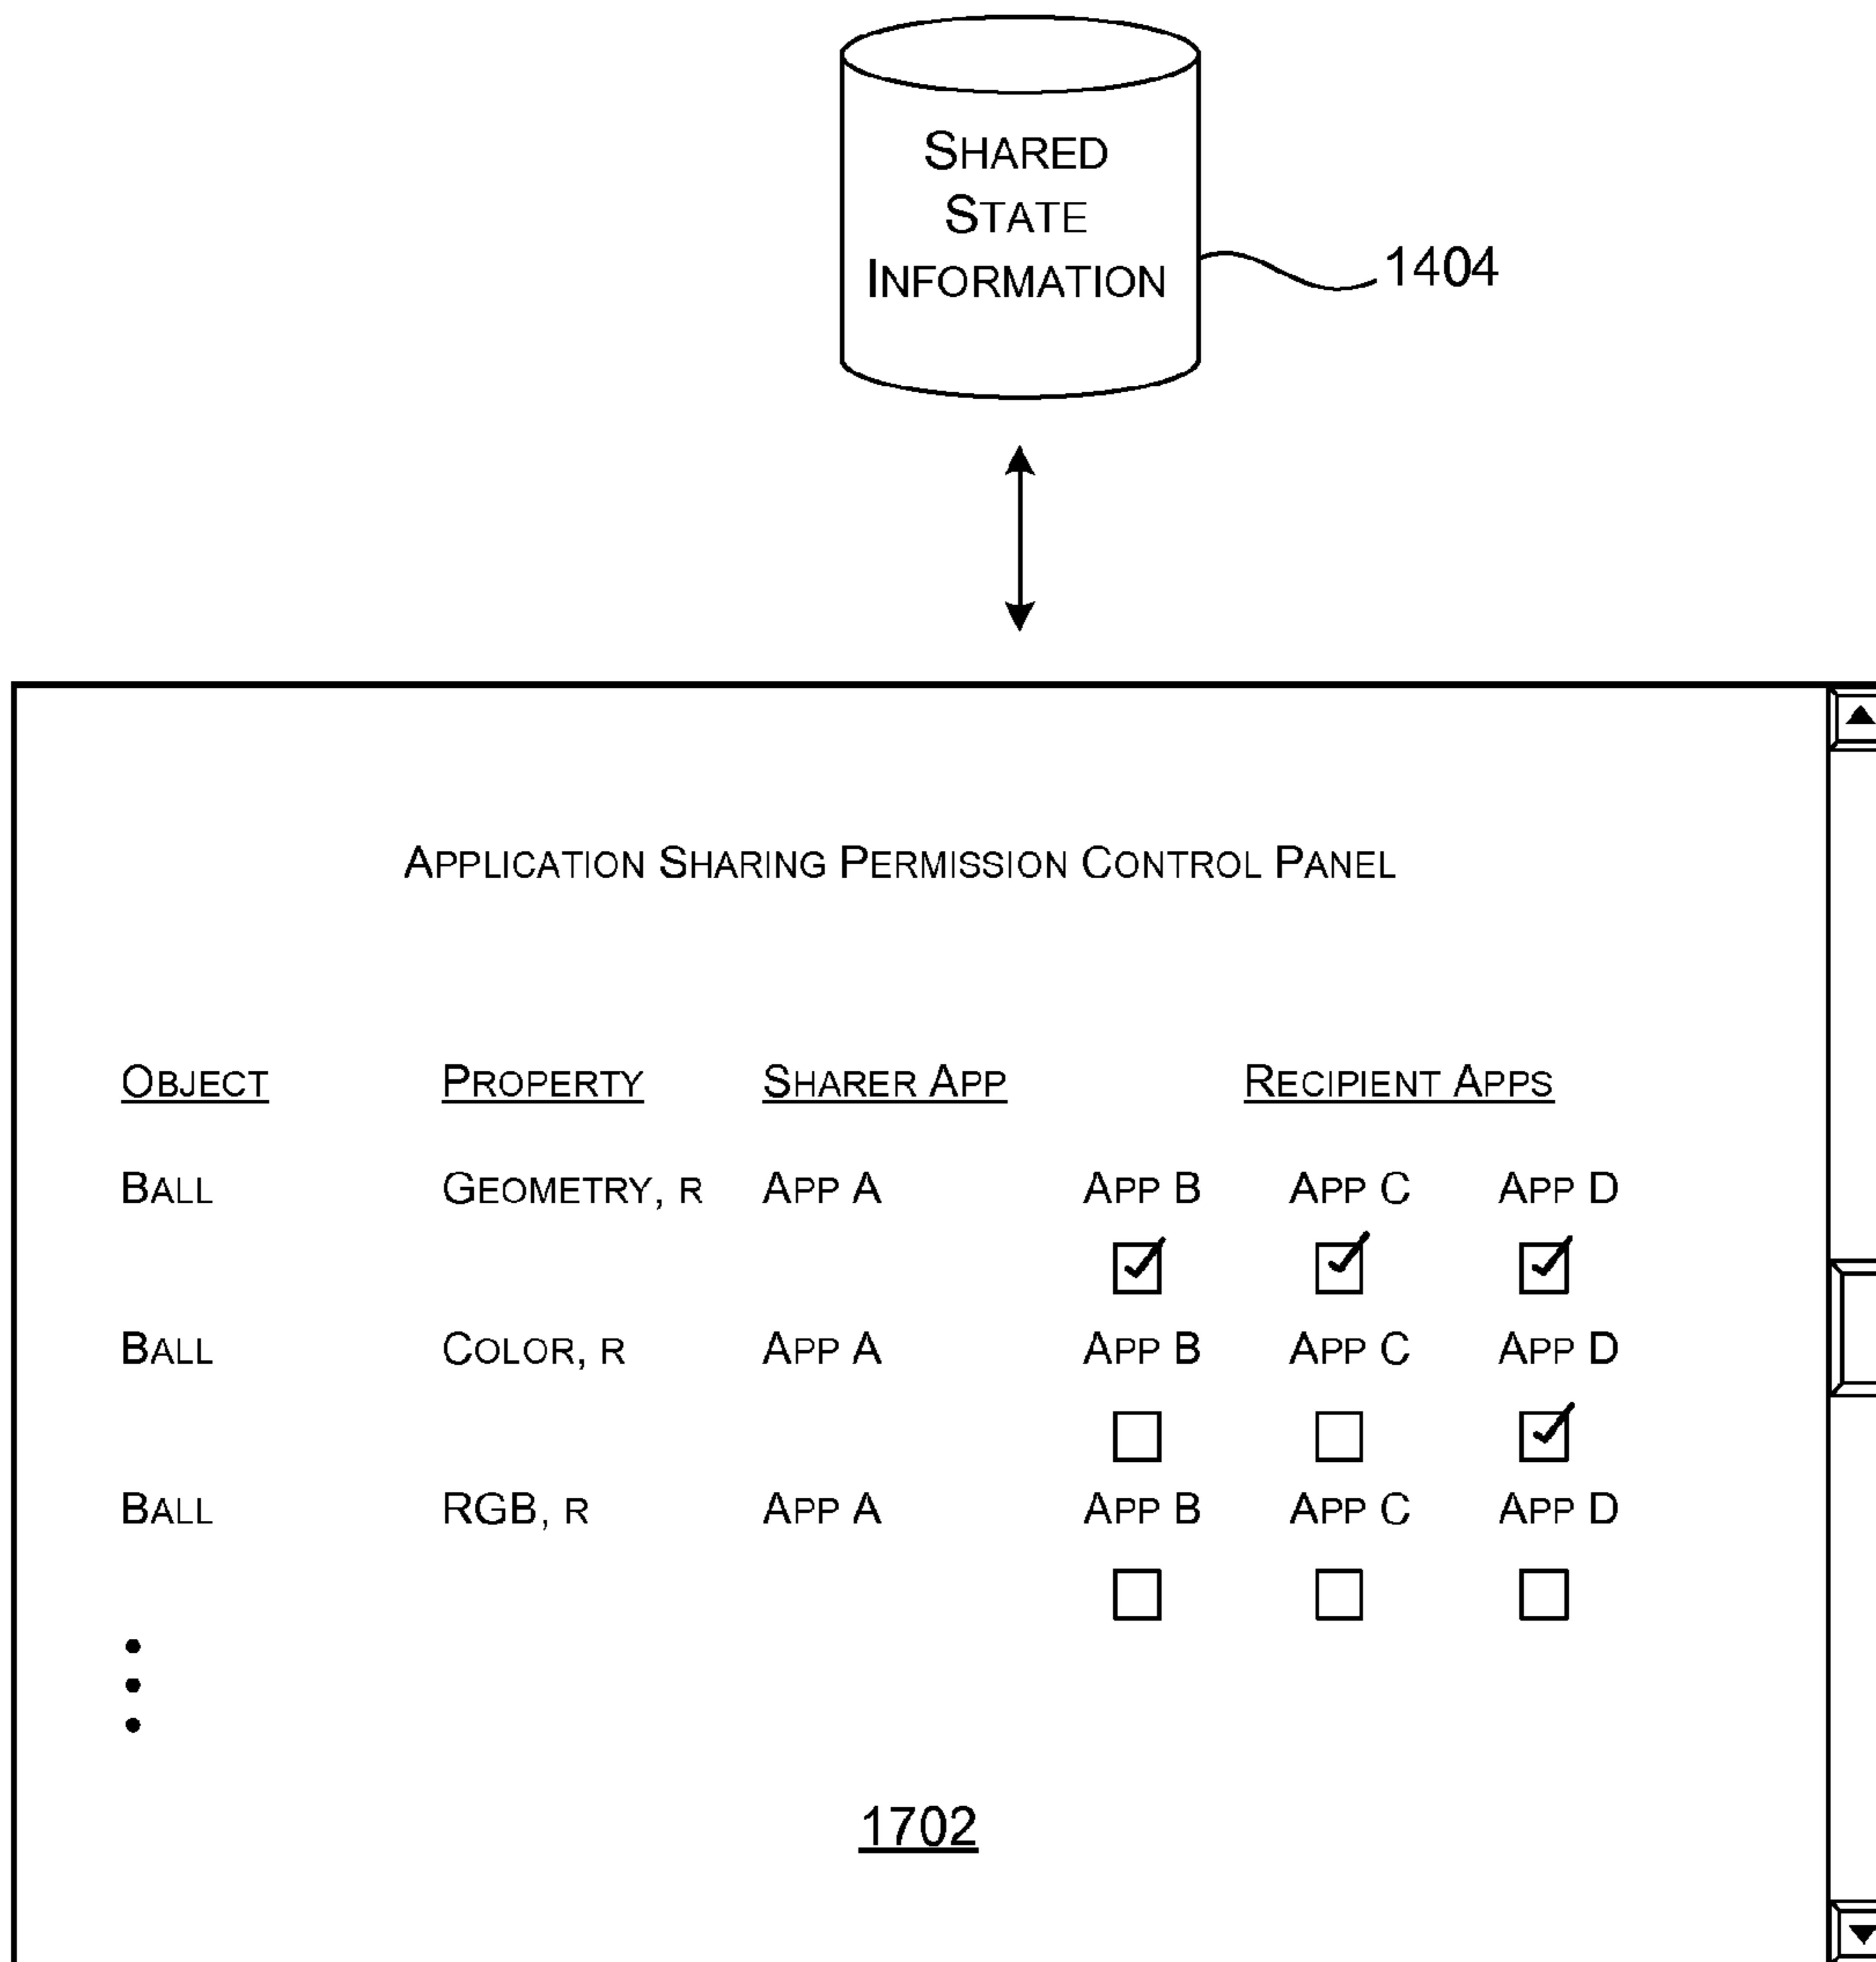 SHARED
STATE
INFORMATION
1404
APPLICATION SHARING PERMISSION CONTROL PANEL
OBJECT PROPERTY SHARER APP RECIPIENT APPS
BALL GEOMETRY, R APP A APP B APP C APP D
BALL COLOR, R APP A APP B APP C APP D
BALL RGB, R APP A APP B APP C APP D
1702